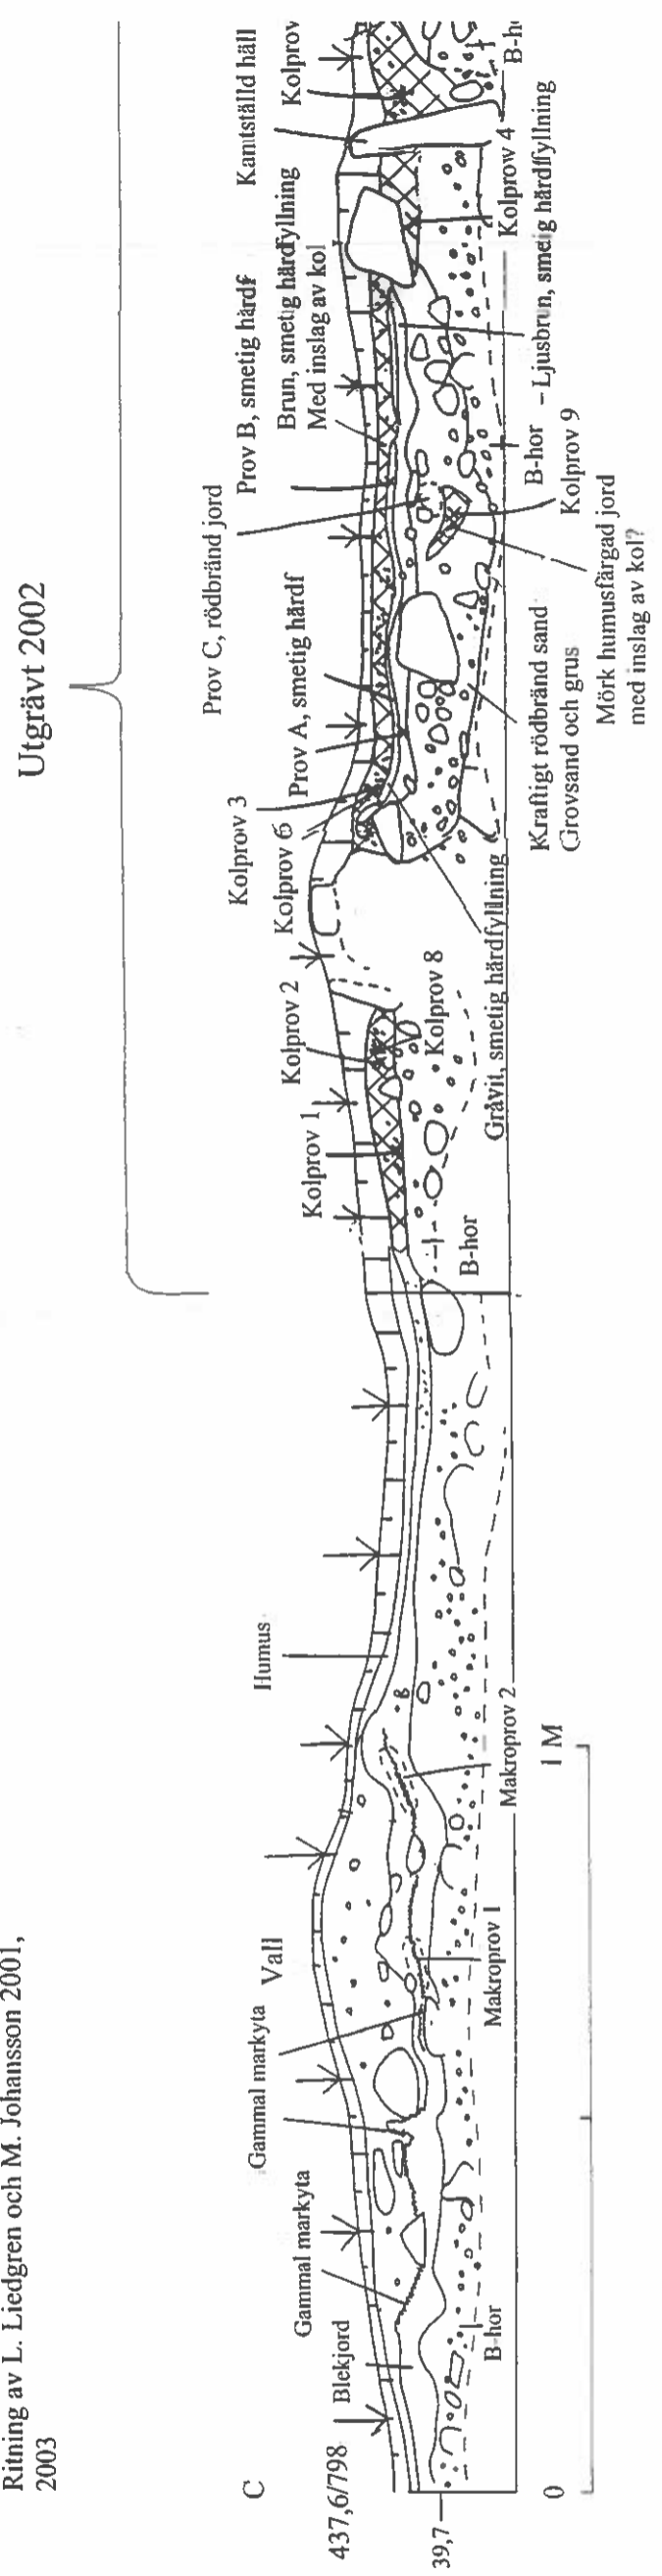 Ritning av L. Liedgren och M. Johansson 2001,
2003
Utgrävt 2002
C
437,6/798
39,7
Blekjord
Gammal markyta
Gammal markyta
Vall
Humus
B-hor
Makroprov 1
Makroprov 2
0
1 M
Kolprov 1
Kolprov 2
Kolprov 3
Kolprov 6
Kolprov 8
B-hor
Gråvit, smetig härdfyllning
Prov A, smetig härdf
Prov C, rödbränd jord
Prov B, smetig härdf
Brun, smetig härdfyllning
Med inslag av kol
Kantställd häll
Kolprov
Kraftigt rödbränd sand
Grovsand och grus
Mörk humusfärgad jord
med inslag av kol?
Kolprov 9
B-hor
Ljusbrun, smetig härdffyllning
Kolprow 4
B-h